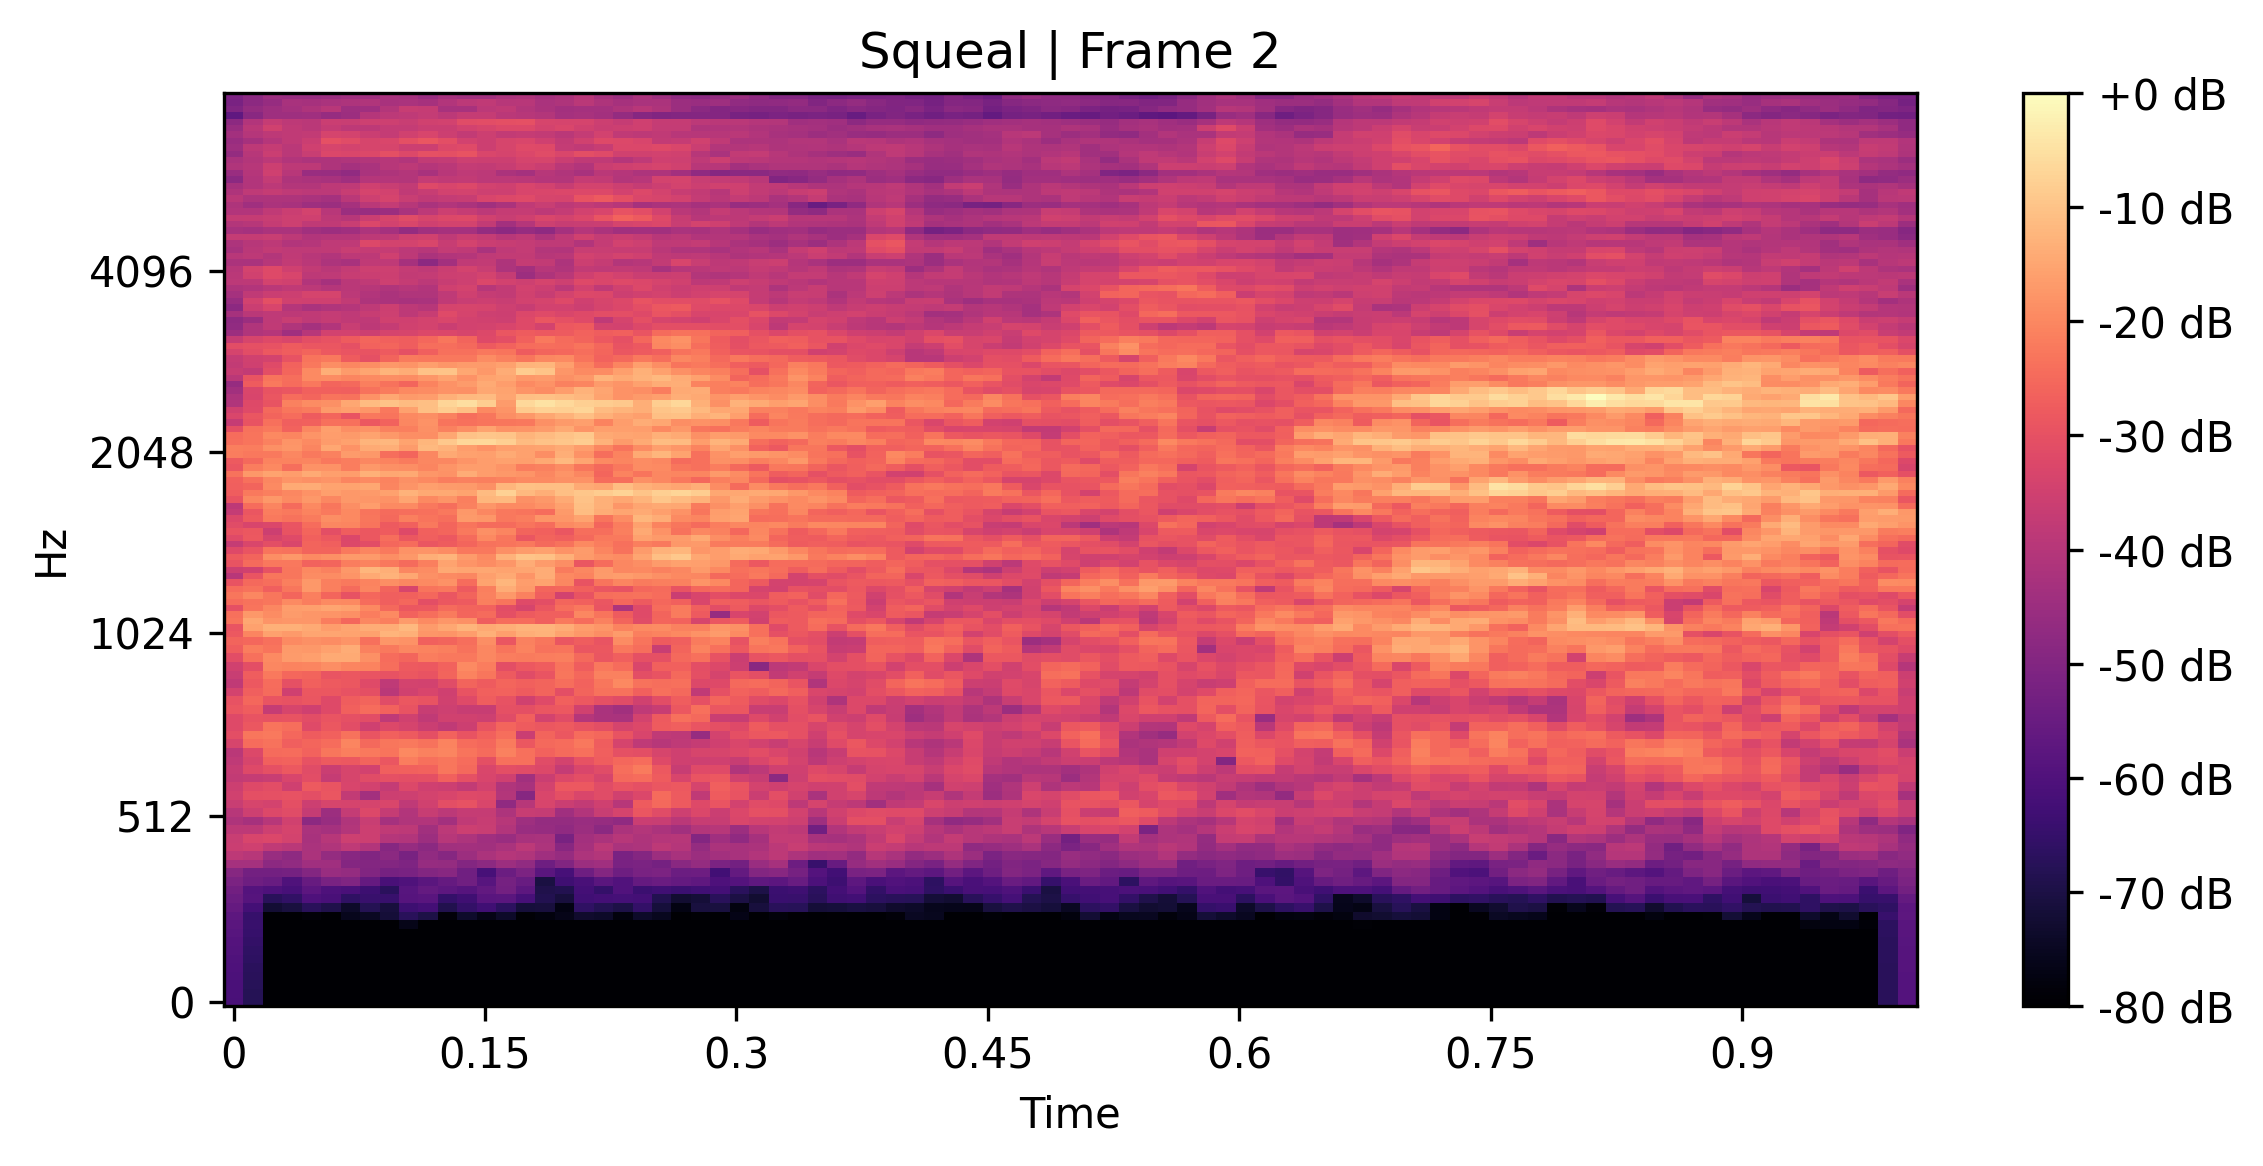 Squeal | Frame 2
+0 dB
-10 dB
-20 dB
-30 dB
-40 dB
-50 dB
-60 dB
-70 dB
-80 dB
Hz
4096
2048
1024
512
0
0 0.15 0.3 0.45 0.6 0.75 0.9
Time